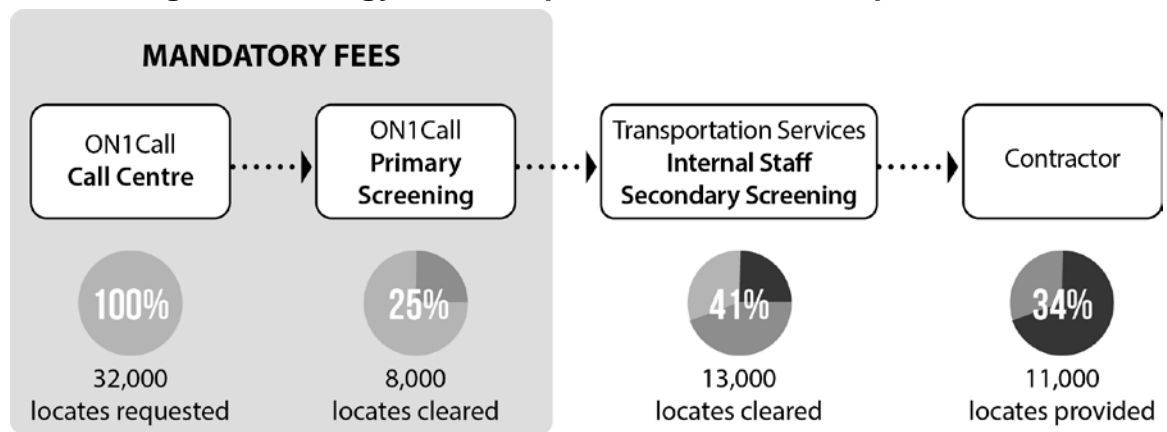 MANDATORY FEES
ON1Call
Call Centre
ON1Call
Primary
Screening
Transportation Services
Internal Staff
Secondary Screening
Contractor
100%
25%
41%
34%
32,000
locates requested
8,000
locates cleared
13,000
locates cleared
11,000
locates provided